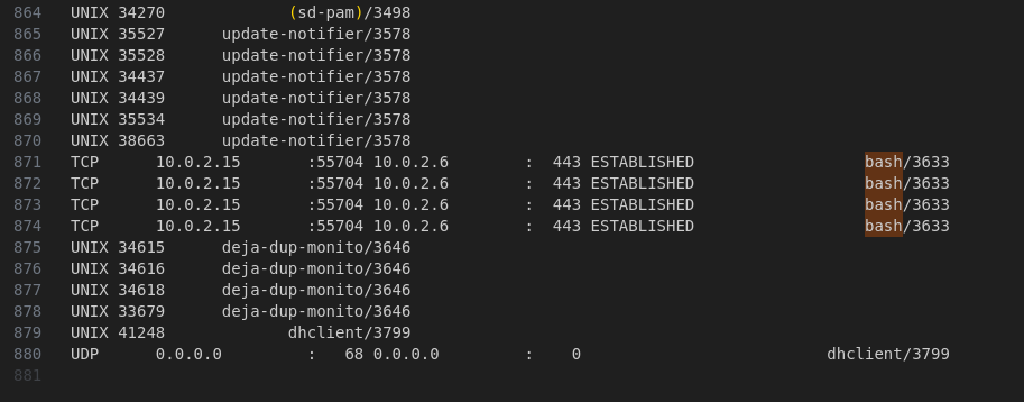 864 UNIX 34270 (sd-pam)/3498
865 UNIX 35527 update-notifier/3578
866 UNIX 35528 update-notifier/3578
867 UNIX 34437 update-notifier/3578
868 UNIX 34439 update-notifier/3578
869 UNIX 35534 update-notifier/3578
870 UNIX 38663 update-notifier/3578
871 TCP 10.0.2.15 :55704 10.0.2.6 : 443 ESTABLISHED bash/3633
872 TCP 10.0.2.15 :55704 10.0.2.6 : 443 ESTABLISHED bash/3633
873 TCP 10.0.2.15 :55704 10.0.2.6 : 443 ESTABLISHED bash/3633
874 TCP 10.0.2.15 :55704 10.0.2.6 : 443 ESTABLISHED bash/3633
875 UNIX 34615 deja-dup-monito/3646
876 UNIX 34616 deja-dup-monito/3646
877 UNIX 34618 deja-dup-monito/3646
878 UNIX 33679 deja-dup-monito/3646
879 UNIX 41248 dhclient/3799
880 UDP 0.0.0.0 : 68 0.0.0.0 : 0 dhclient/3799
881